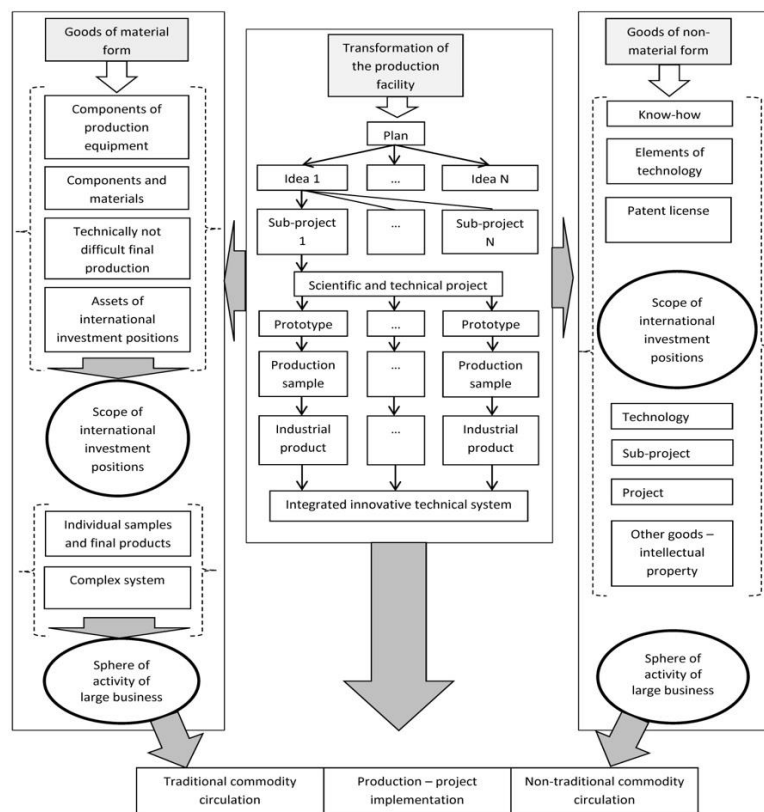 Goods of material
form
Components of
production
equipment
Components and
materials
Technically not
difficult final
production
Assets of
international
investment positions
Scope of
international
investment
positions
Individual samples
and final products
Complex system
Sphere of
activity of
large business
Transformation of
the production
facility
Plan
Idea 1
...
Idea N
Sub-project
1
...
Sub-project
N
Scientific and technical project
Prototype
...
Prototype
Production
sample
...
Production
sample
Industrial
product
...
Industrial
product
Integrated innovative technical system
Goods of non-
material form
Know-how
Elements of
technology
Patent license
Scope of
international
investment
positions
Technology
Sub-project
Project
Other goods –
intellectual
property
Sphere of
activity of
large business
Traditional commodity
circulation
Production – project
implementation
Non-traditional commodity
circulation